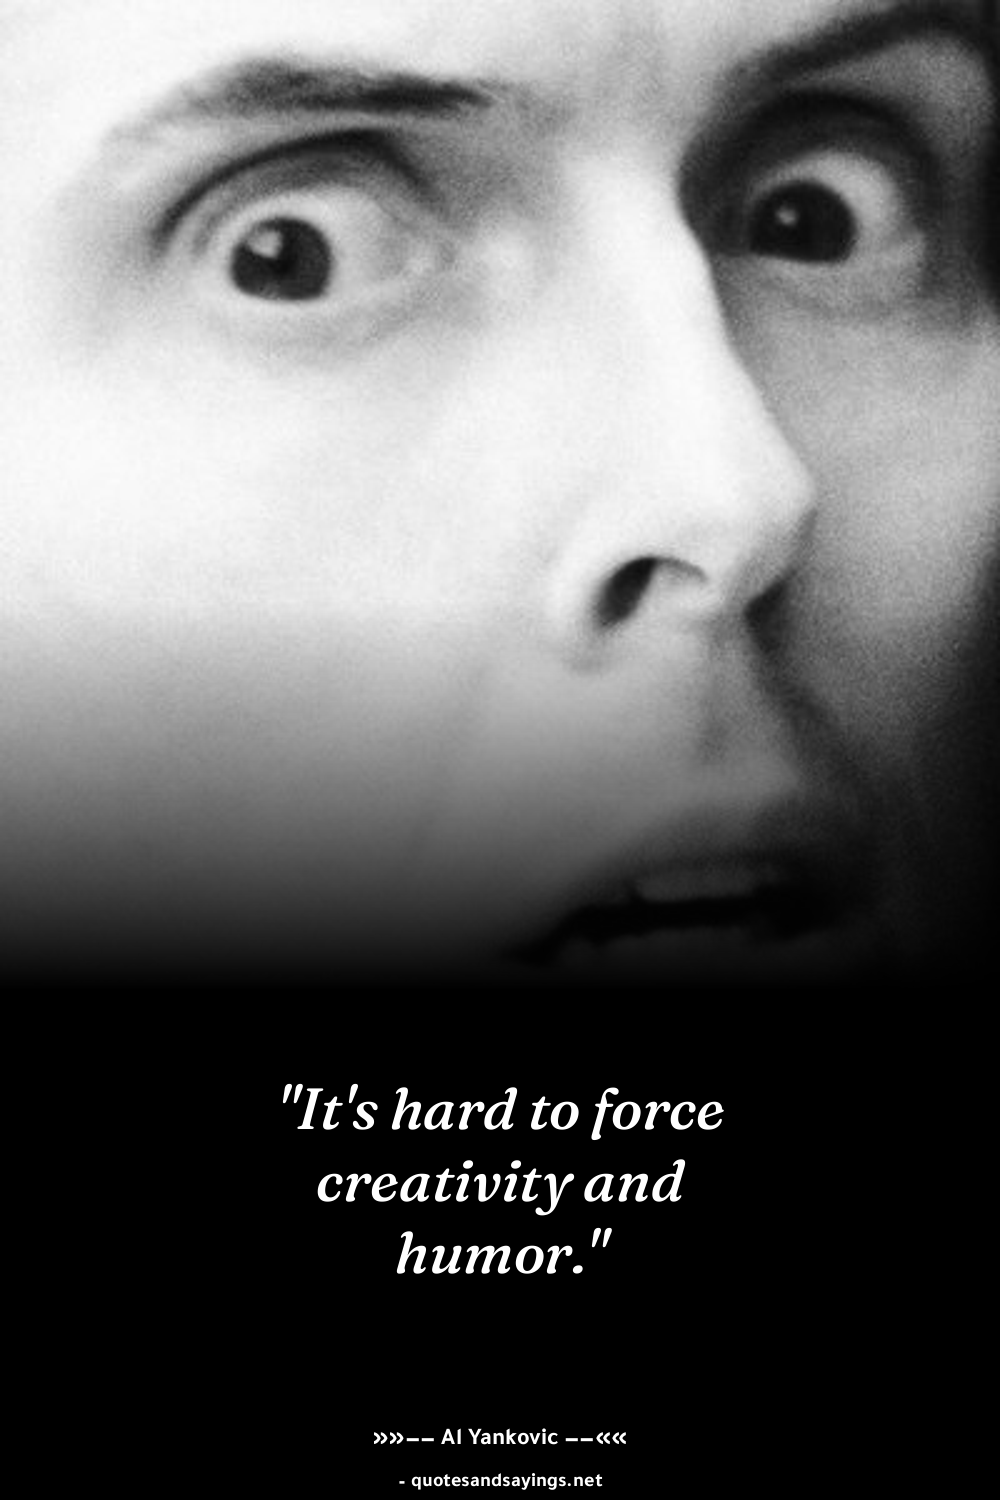 "It's hard to force
creativity and
humor."
»»–– Al Yankovic ––««
- quotesandsayings.net